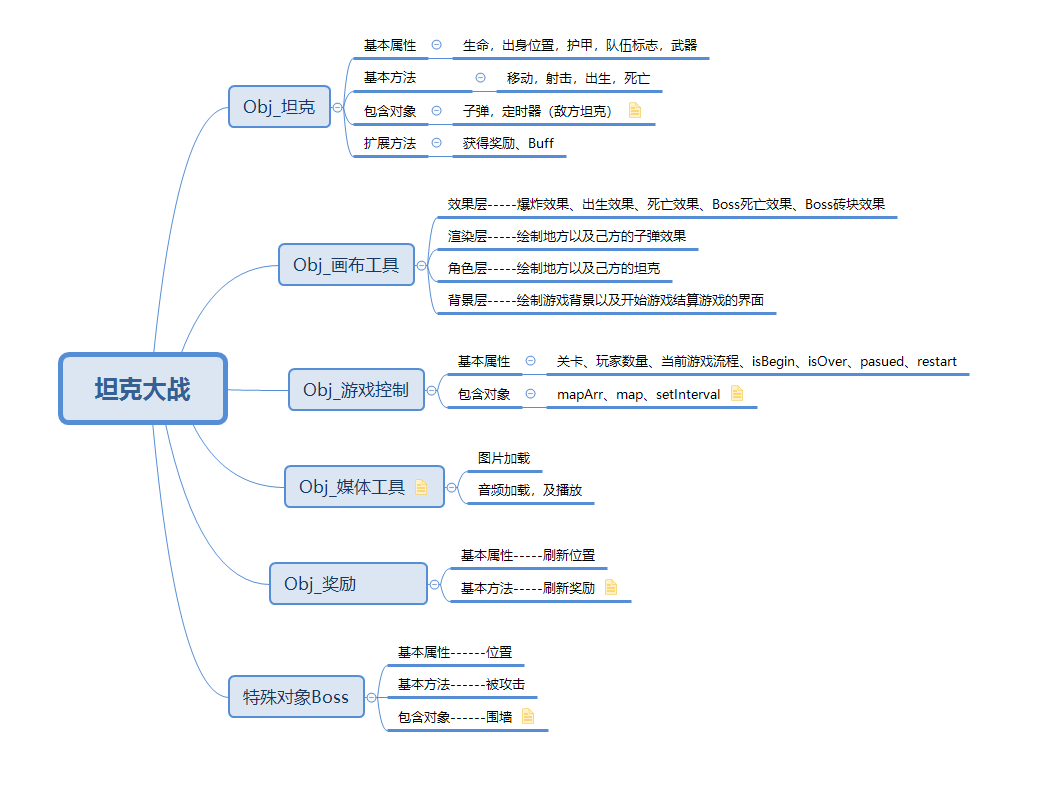 坦克大战
Obj_坦克
基本属性 生命，出身位置，护甲，队伍标志，武器
基本方法 移动，射击，出生，死亡
包含对象 子弹，定时器（敌方坦克）
扩展方法 获得奖励、Buff
Obj_画布工具
效果层-----爆炸效果、出生效果、死亡效果、Boss死亡效果、Boss砖块效果
渲染层-----绘制地方以及己方的子弹效果
角色层-----绘制地方以及己方的坦克
背景层-----绘制游戏背景以及开始游戏结算游戏的界面
Obj_游戏控制
基本属性 关卡、玩家数量、当前游戏流程、isBegin、isOver、pasued、restart
包含对象 mapArr、map、setInterval
Obj_媒体工具
图片加载
音频加载，及播放
Obj_奖励
基本属性-----刷新位置
基本方法-----刷新奖励
特殊对象Boss
基本属性------位置
基本方法------被攻击
包含对象------围墙